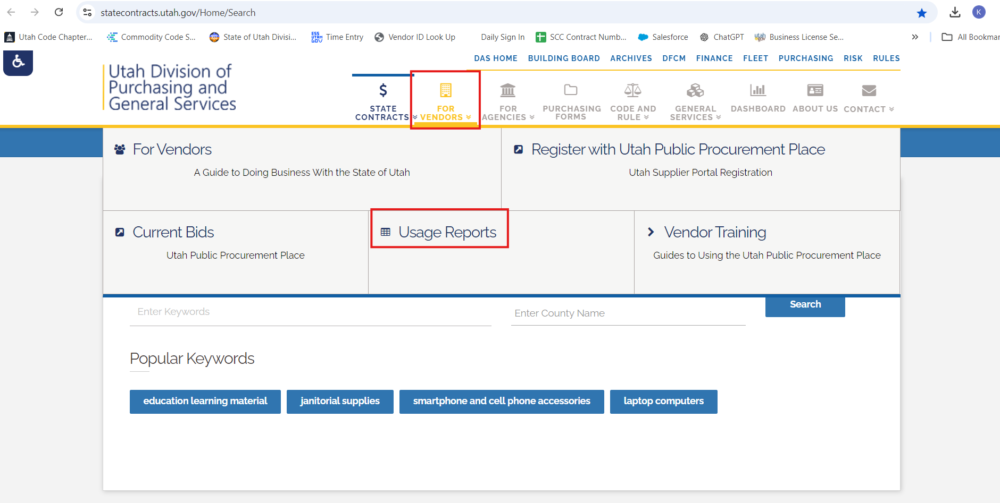 statecontracts.utah.gov/Home/Search
K
Utah Code Chapter...
Commodity Code S...
State of Utah Divisi...
Time Entry
Vendor ID Look Up
Daily Sign In
SCC Contract Numb...
Salesforce
ChatGPT
Business License Se...
All Bookmar
DAS HOME
BUILDING BOARD
ARCHIVES
DFCM
FINANCE
FLEET
PURCHASING
RISK
RULES
Utah Division of
Purchasing and
General Services
STATE
CONTRACTS
FOR
VENDORS
FOR
AGENCIES
PURCHASING
FORMS
CODE AND
RULE
GENERAL
SERVICES
DASHBOARD
ABOUT US
CONTACT
For Vendors
A Guide to Doing Business With the State of Utah
Register with Utah Public Procurement Place
Utah Supplier Portal Registration
Current Bids
Utah Public Procurement Place
Usage Reports
Vendor Training
Guides to Using the Utah Public Procurement Place
Enter Keywords
Enter County Name
Search
Popular Keywords
education learning material
janitorial supplies
smartphone and cell phone accessories
laptop computers